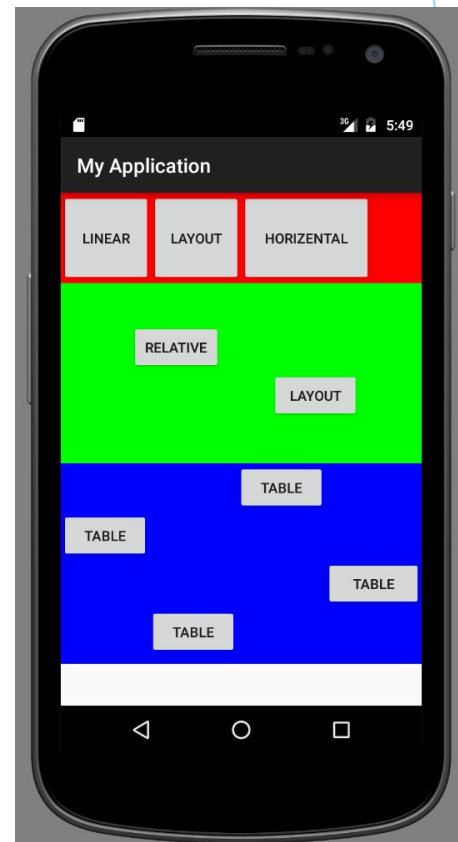 3G 5:49
My Application
LINEAR LAYOUT HORIZENTAL
RELATIVE
LAYOUT
TABLE
TABLE
TABLE
TABLE